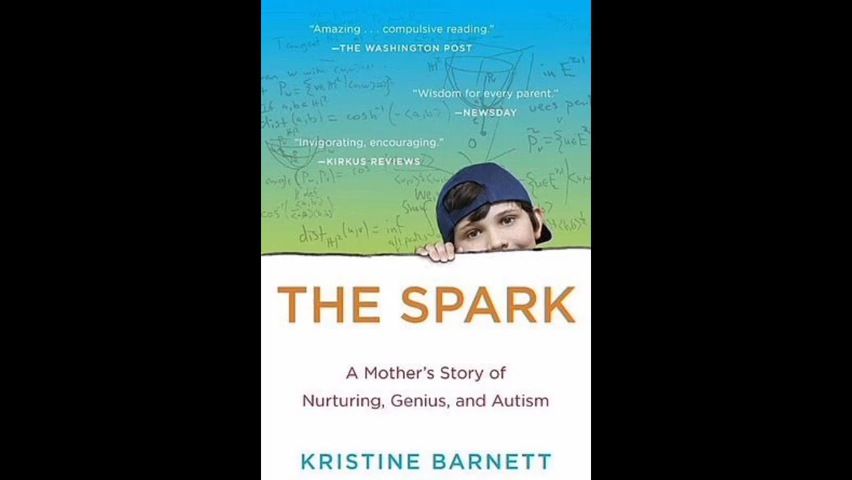 “Amazing . . . compulsive reading.”
—THE WASHINGTON POST
“Wisdom for every parent.”
—NEWSDAY
“Invigorating, encouraging.”
—KIRKUS REVIEWS
THE SPARK
A Mother’s Story of
Nurturing, Genius, and Autism
KRISTINE BARNETT